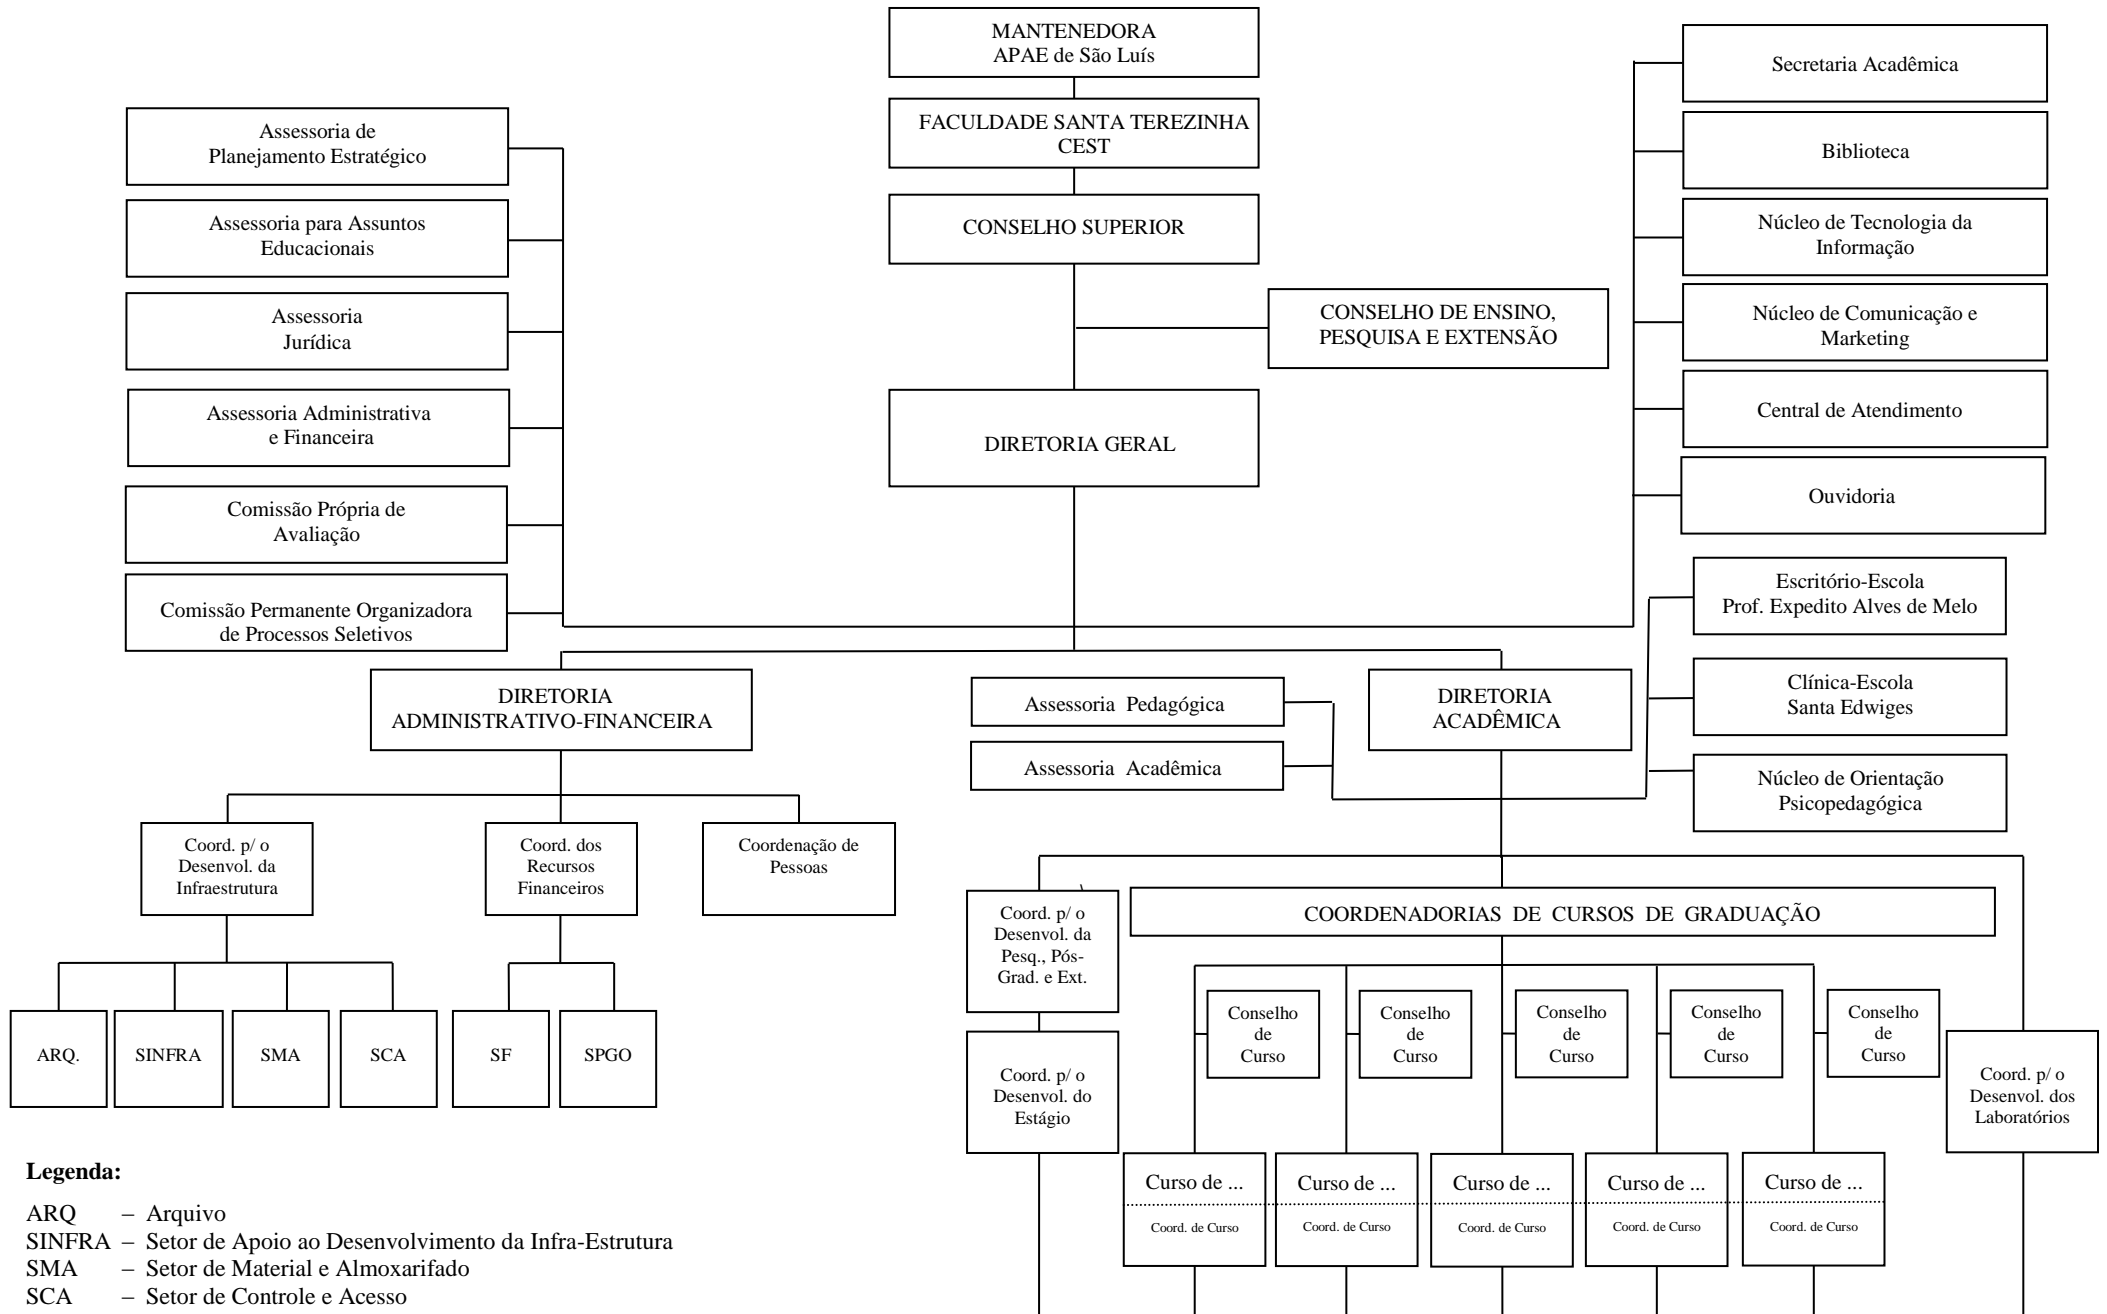 MANTENEDORA
APAE de São Luís
FACULDADE SANTA TEREZINHA
CEST
CONSELHO SUPERIOR
CONSELHO DE ENSINO,
PESQUISA E EXTENSÃO
DIRETORIA GERAL
Assessoria de
Planejamento Estratégico
Assessoria para Assuntos
Educacionais
Assessoria
Jurídica
Assessoria Administrativa
e Financeira
Comissão Própria de
Avaliação
Comissão Permanente Organizadora
de Processos Seletivos
Secretaria Acadêmica
Biblioteca
Núcleo de Tecnologia da
Informação
Núcleo de Comunicação e
Marketing
Central de Atendimento
Ouvidoria
Escritório-Escola
Prof. Expedito Alves de Melo
Clínica-Escola
Santa Edwiges
Núcleo de Orientação
Psicopedagógica
DIRETORIA
ADMINISTRATIVO-FINANCEIRA
Assessoria Pedagógica
Assessoria Acadêmica
DIRETORIA
ACADÊMICA
Coord. p/ o
Desenvol. da
Infraestrutura
Coord. dos
Recursos
Financeiros
Coordenação de
Pessoas
ARQ.
SINFRA
SMA
SCA
SF
SPGO
Coord. p/ o
Desenvol. da
Pesq., Pós-
Grad. e Ext.
COORDENADORIAS DE CURSOS DE GRADUAÇÃO
Conselho
de
Curso
Conselho
de
Curso
Conselho
de
Curso
Conselho
de
Curso
Conselho
de
Curso
Coord. p/ o
Desenvol. do
Estágio
Coord. p/ o
Desenvol. dos
Laboratórios
Curso de ...
Coord. de Curso
Curso de ...
Coord. de Curso
Curso de ...
Coord. de Curso
Curso de ...
Coord. de Curso
Curso de ...
Coord. de Curso
Legenda:
ARQ – Arquivo
SINFRA – Setor de Apoio ao Desenvolvimento da Infra-Estrutura
SMA – Setor de Material e Almoxarifado
SCA – Setor de Controle e Acesso